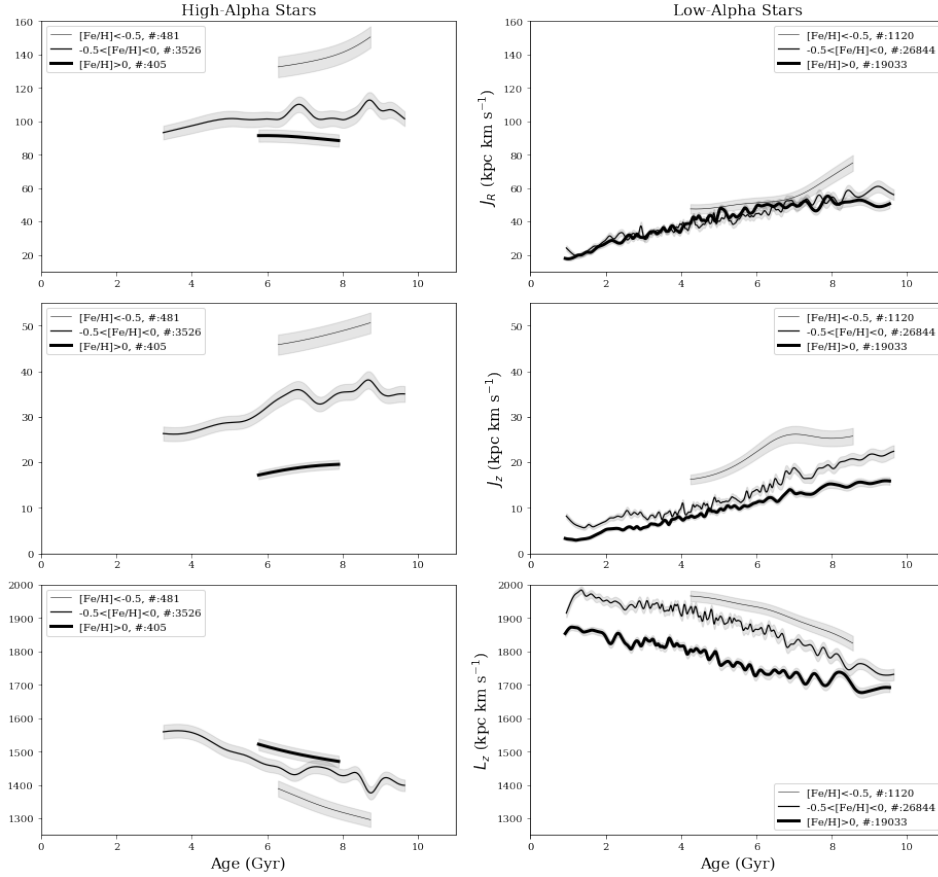 High-Alpha Stars
Low-Alpha Stars
160
140
120
100
80
60
40
20
[Fe/H]<-0.5, #:481
-0.5<[Fe/H]<0, #:3526
[Fe/H]>0, #:405
0 2 4 6 8 10
J_R (kpc km s⁻¹)
160
140
120
100
80
60
40
20
[Fe/H]<-0.5, #:1120
-0.5<[Fe/H]<0, #:26844
[Fe/H]>0, #:19033
0 2 4 6 8 10
50
40
30
20
10
0
[Fe/H]<-0.5, #:481
-0.5<[Fe/H]<0, #:3526
[Fe/H]>0, #:405
0 2 4 6 8 10
J_z (kpc km s⁻¹)
50
40
30
20
10
0
[Fe/H]<-0.5, #:1120
-0.5<[Fe/H]<0, #:26844
[Fe/H]>0, #:19033
0 2 4 6 8 10
2000
1900
1800
1700
1600
1500
1400
1300
[Fe/H]<-0.5, #:481
-0.5<[Fe/H]<0, #:3526
[Fe/H]>0, #:405
0 2 4 6 8 10
Age (Gyr)
L_z (kpc km s⁻¹)
2000
1900
1800
1700
1600
1500
1400
1300
[Fe/H]<-0.5, #:1120
-0.5<[Fe/H]<0, #:26844
[Fe/H]>0, #:19033
0 2 4 6 8 10
Age (Gyr)